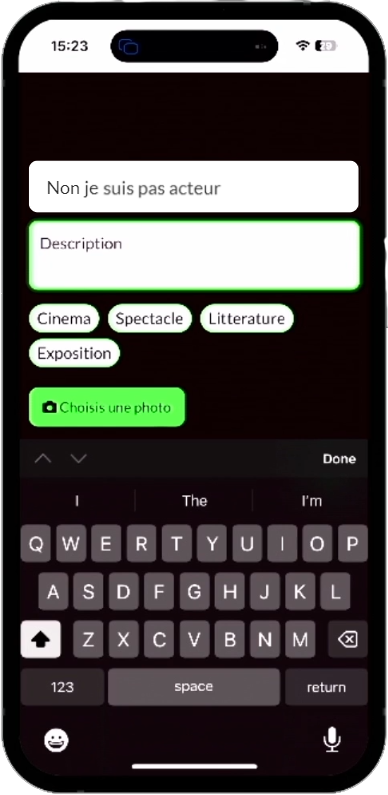 15:23 29
Non je suis pas acteur
Description
Cinema Spectacle Litterature
Exposition
Choisis une photo
Done
I The I'm
Q W E R T Y U I O P
A S D F G H J K L
Z X C V B N M
123 space return